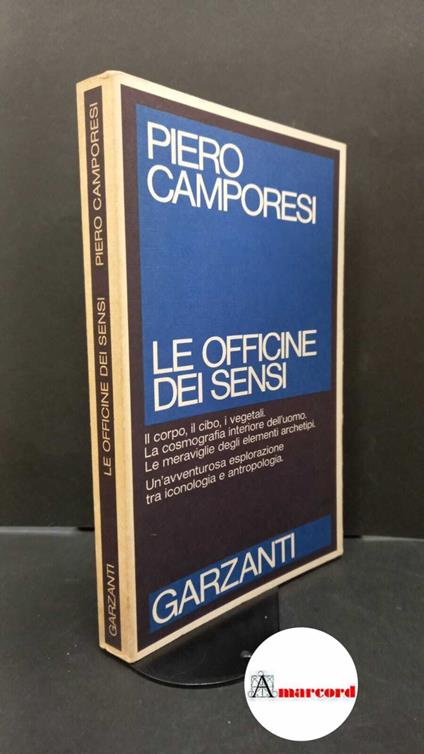 PIERO CAMPORESI
LE OFFICINE DEI SENSI
GARZANTI
PIERO
CAMPORESI
LE OFFICINE
DEI SENSI
Il corpo, il cibo, i vegetali.
La cosmografia interiore dell'uomo.
Le meraviglie degli elementi archetipi.
Un'avventurosa esplorazione
tra iconologia e antropologia.
GARZANTI
Amarcord